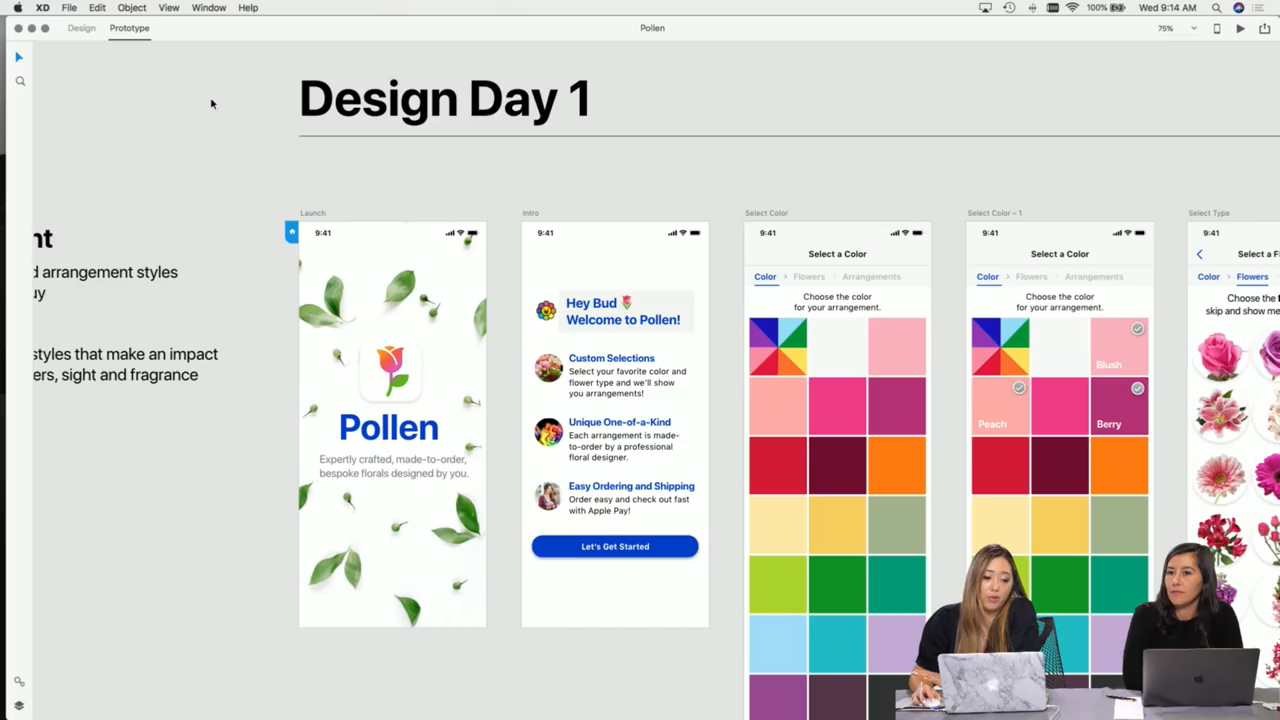 XD File Edit Object View Window Help
100% Wed 9:14 AM
Design Prototype
Pollen
75%
Design Day 1
nt
d arrangement styles
uy
styles that make an impact
ers, sight and fragrance
Launch
9:41
Pollen
Expertly crafted, made-to-order,
bespoke florals designed by you.
Intro
9:41
Hey Bud
Welcome to Pollen!
Custom Selections
Select your favorite color and
flower type and we'll show
you arrangements!
Unique One-of-a-Kind
Each arrangement is made-
to-order by a professional
floral designer.
Easy Ordering and Shipping
Order easy and check out fast
with Apple Pay!
Let's Get Started
Select Color
9:41
Select a Color
Color > Flowers > Arrangements
Choose the color
for your arrangement.
Select Color – 1
9:41
Select a Color
Color > Flowers > Arrangements
Choose the color
for your arrangement.
Blush
Peach
Berry
Select Type
9:41
Select a Fl
Color > Flowers
Choose the
skip and show me